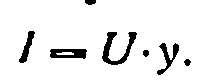 I = U·y.